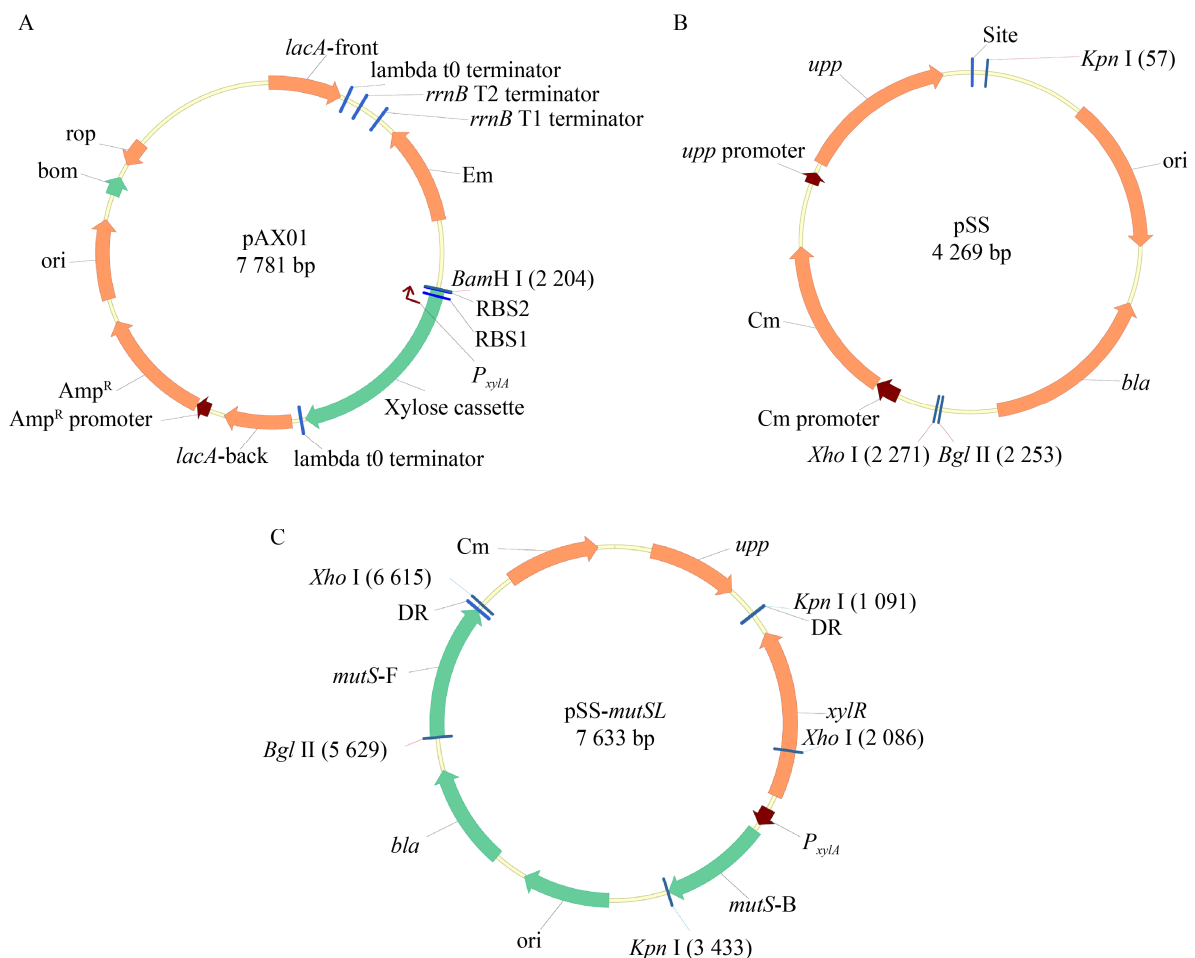 A
lacA-front
lambda t0 terminator
rrnB T2 terminator
rrnB T1 terminator
rop
bom
Em
pAX01
7 781 bp
ori
BamH I (2 204)
RBS2
RBS1
PxylA
AmpR
Xylose cassette
AmpR promoter
lacA-back
lambda t0 terminator
B
Site
Kpn I (57)
upp
upp promoter
ori
pSS
4 269 bp
Cm
bla
Cm promoter
Xho I (2 271)
Bgl II (2 253)
C
Cm
upp
Xho I (6 615)
Kpn I (1 091)
DR
DR
mutS-F
pSS-mutSL
7 633 bp
xylR
Xho I (2 086)
Bgl II (5 629)
bla
PxylA
mutS-B
ori
Kpn I (3 433)